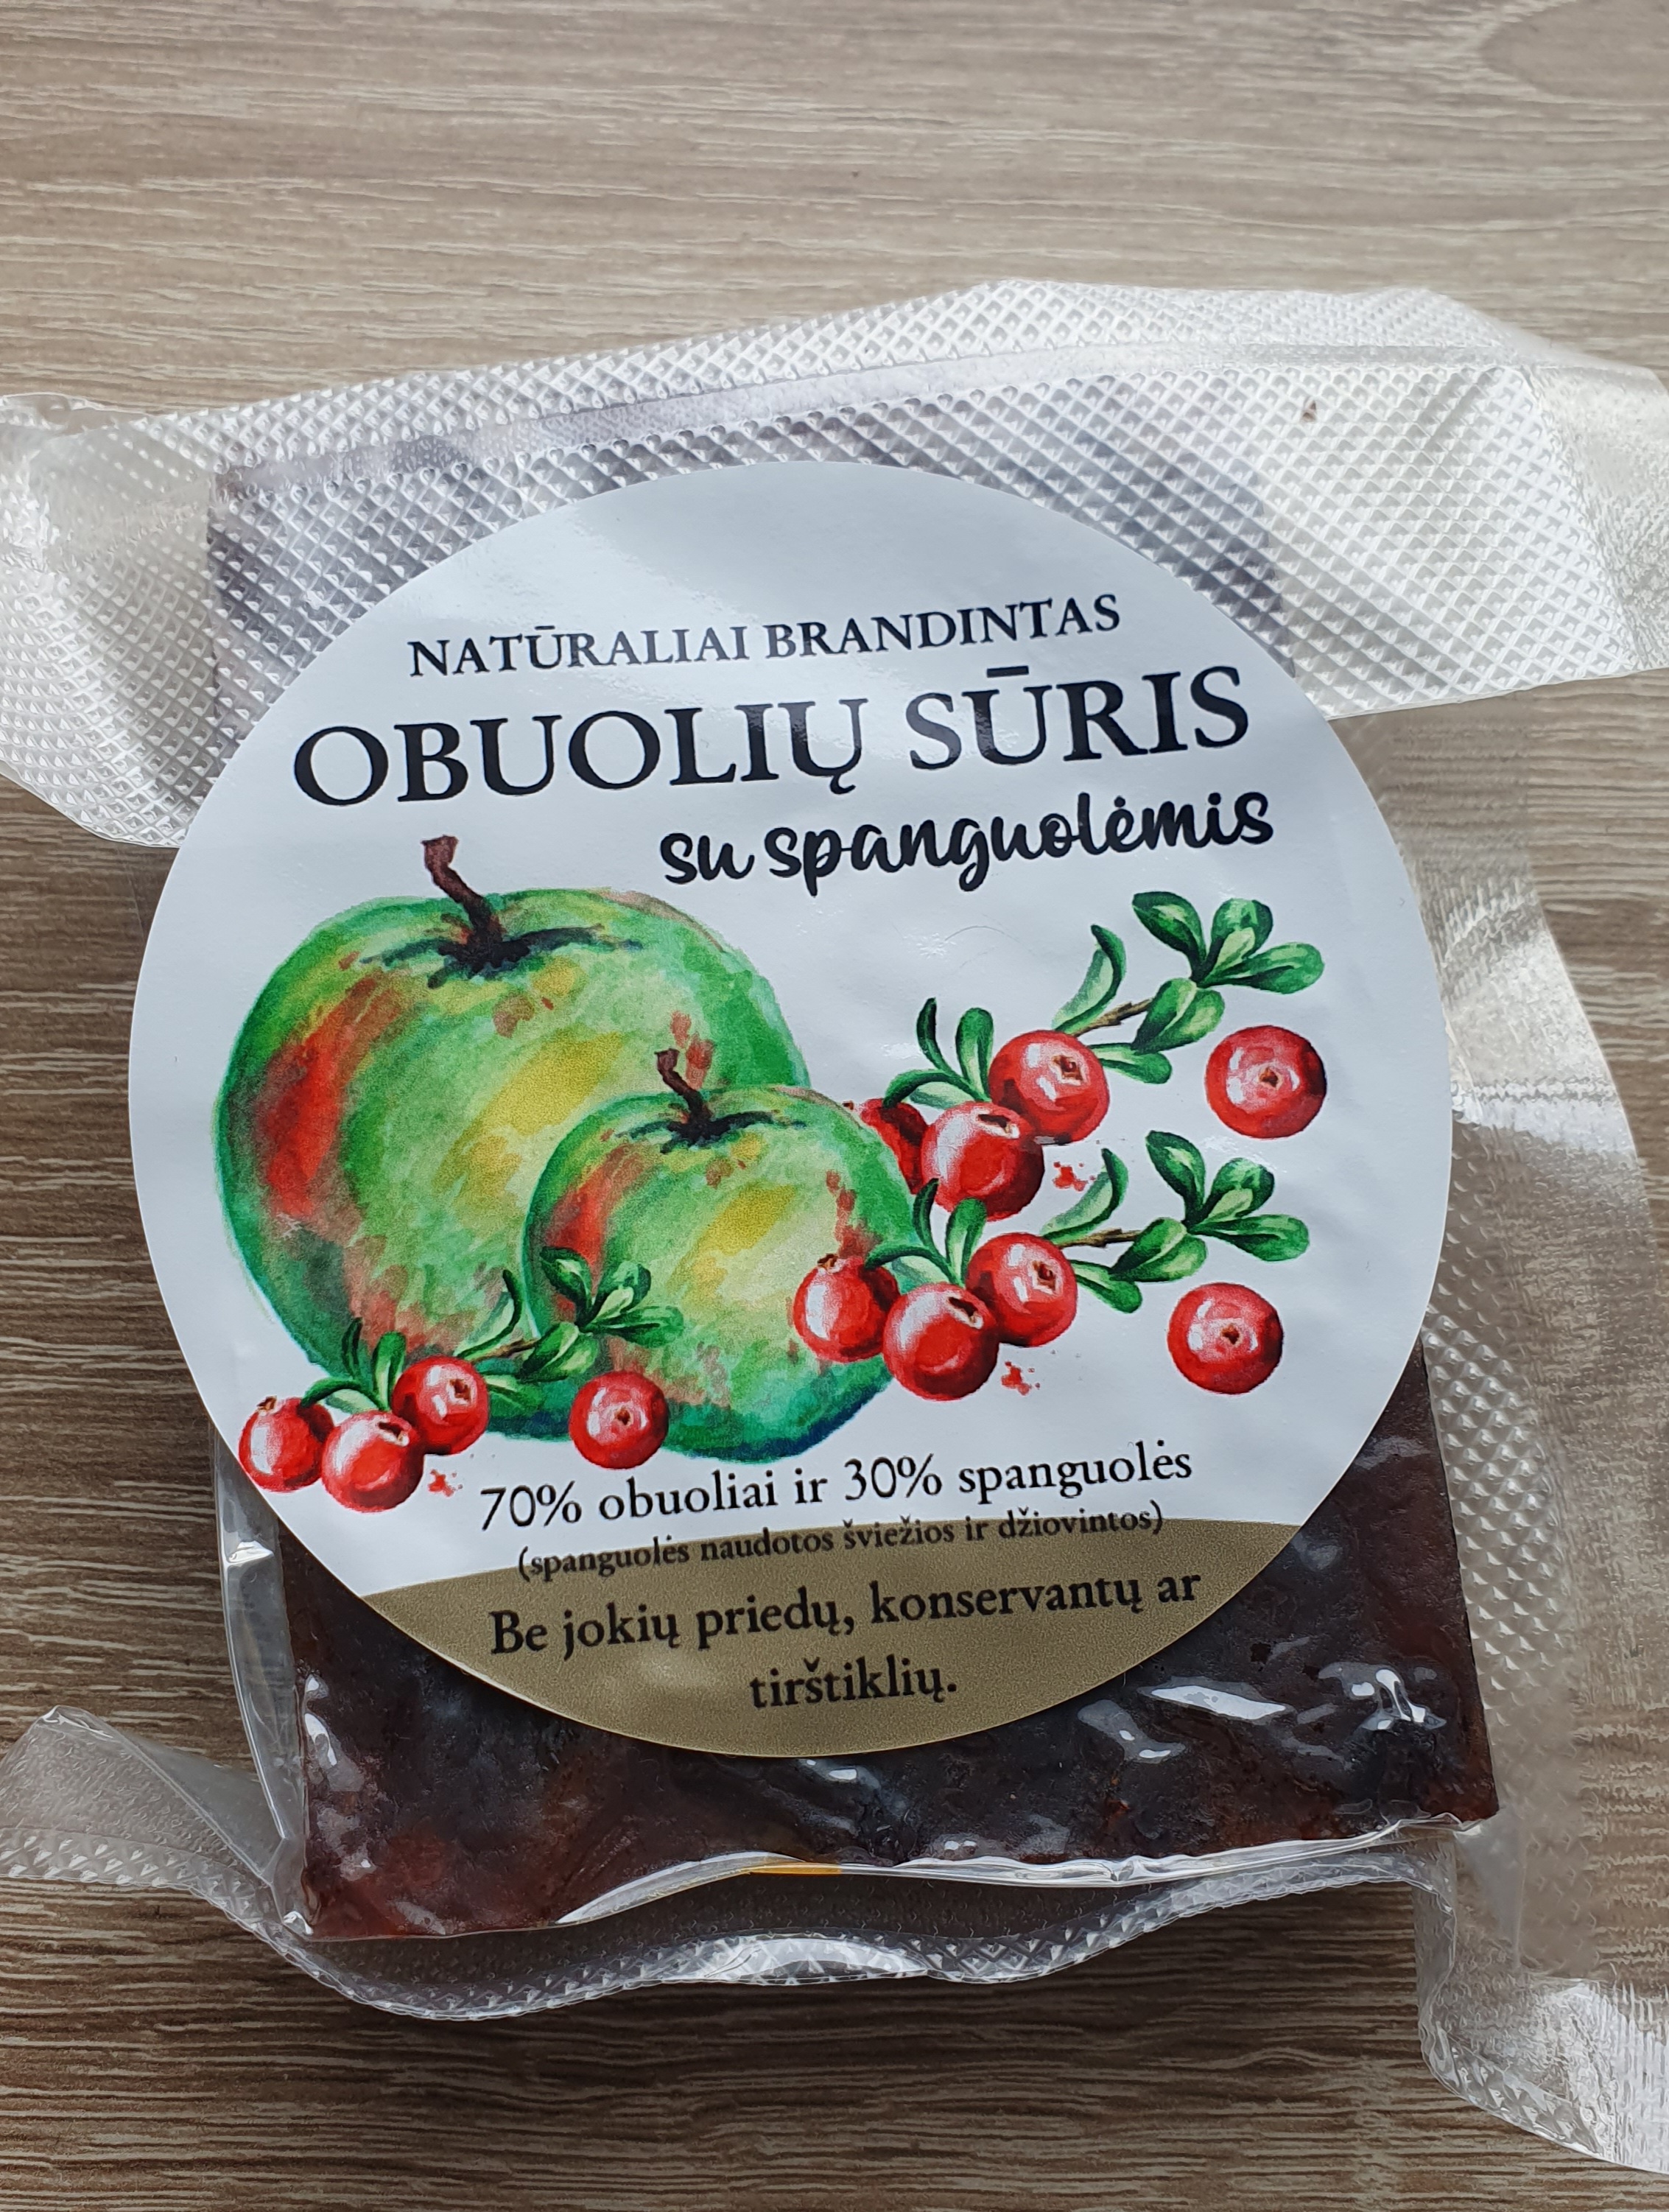 NATŪRALIAI BRANDINTAS
OBUOLIŲ SŪRIS
su spanguolėmis
70% obuoliai ir 30% spanguolės
(spanguolės naudotos šviežios ir džiovintos)
Be jokių priedų, konservantų ar
tirštiklių.